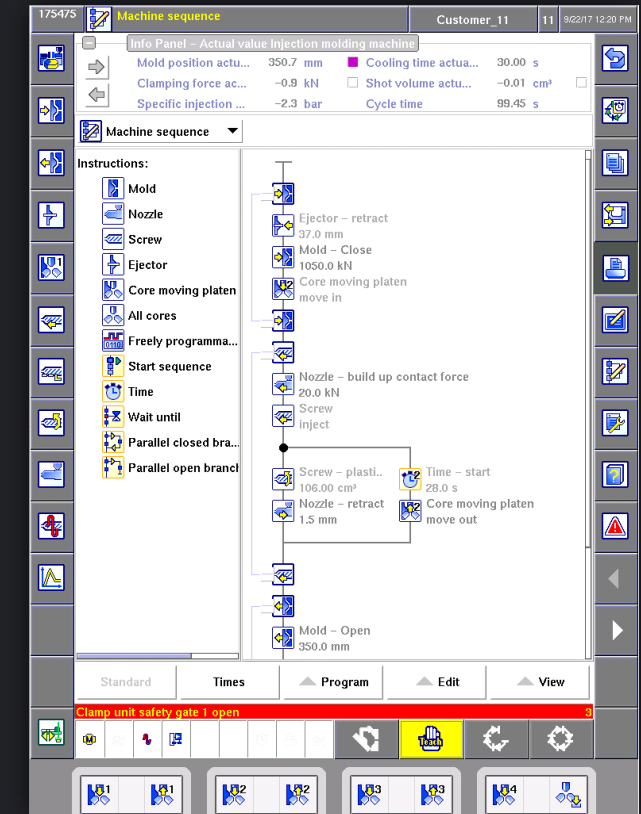 175475
Machine sequence
Customer_11
11
9/22/17 12:20 PM
Info Panel – Actual value Injection molding machine
Mold position actu... 350.7 mm Cooling time actua... 30.00 s
Clamping force ac... -0.9 kN Shot volume actu... -0.01 cm³
Specific injection ... -2.3 bar Cycle time 99.45 s
Machine sequence
Instructions:
Mold
Nozzle
Screw
Ejector
Core moving platen
All cores
Freely programma...
Start sequence
Time
Wait until
Parallel closed bra...
Parallel open branch
Ejector – retract
37.0 mm
Mold – Close
1050.0 kN
Core moving platen
move in
Nozzle – build up contact force
20.0 kN
Screw
inject
Screw – plasti..
106.00 cm³
Time – start
28.0 s
Nozzle – retract
1.5 mm
Core moving platen
move out
Mold – Open
350.0 mm
Standard Times Program Edit View
Clamp unit safety gate 1 open 3
Teach
1 1 2 2 3 3 4